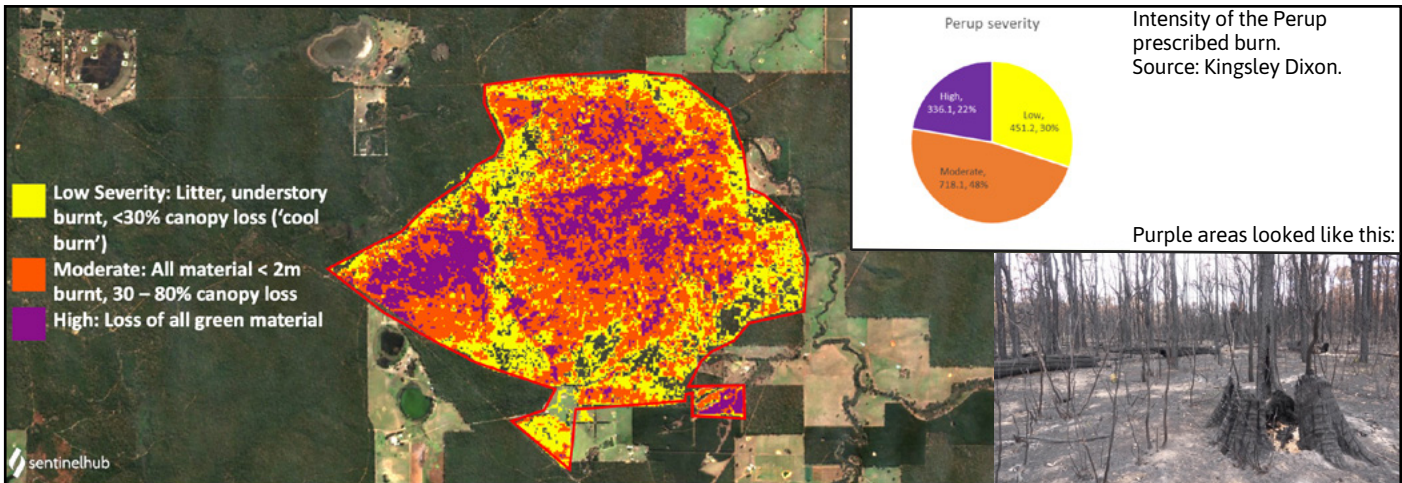 Low Severity: Litter, understory
burnt, <30% canopy loss (‘cool
burn’)
Moderate: All material < 2m
burnt, 30 – 80% canopy loss
High: Loss of all green material
sentinelhub
Perup severity
High,
336.1, 22%
Low,
451.2, 30%
Moderate,
718.1, 48%
Intensity of the Perup
prescribed burn.
Source: Kingsley Dixon.
Purple areas looked like this: